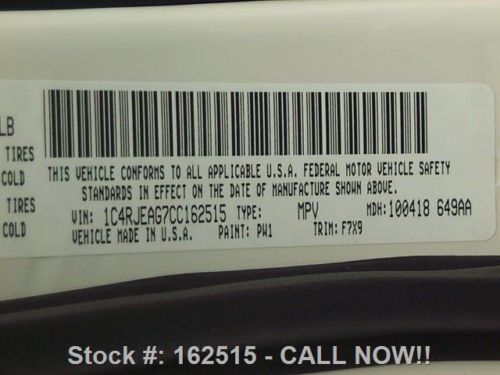 LB
TIRES
COLD
TIRES
COLD
THIS VEHICLE CONFORMS TO ALL APPLICABLE U.S.A. FEDERAL MOTOR VEHICLE SAFETY
STANDARDS IN EFFECT ON THE DATE OF MANUFACTURE SHOWN ABOVE.
VIN: 1C4RJEAG7CC162515 TYPE: MPV MDH:100418 649AA
VEHICLE MADE IN U.S.A. PAINT: PW1 TRIM: F7X9
Stock #: 162515 - CALL NOW!!